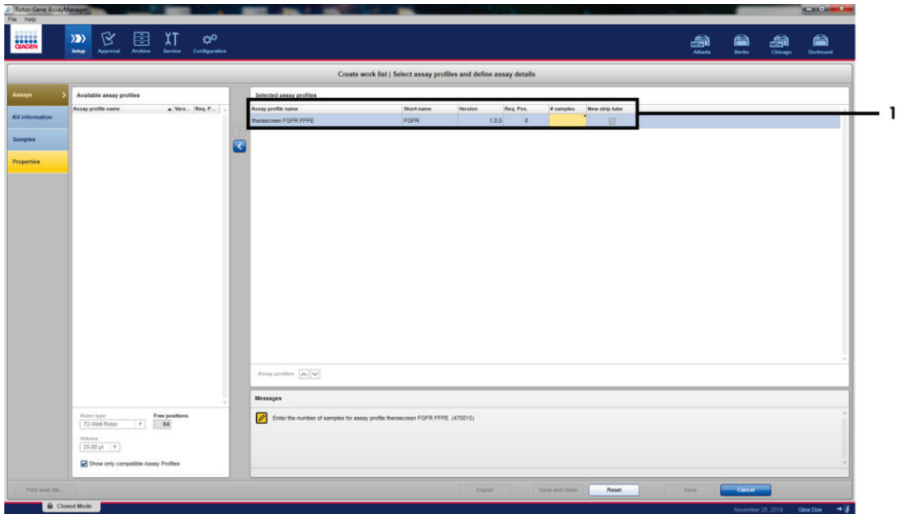 Rotor-Gene AssayManager
File Help
QIAGEN
Setup Approval Archive Service Configuration
Atlanta Berlin Chicago Dortmund
Create work list | Select assay profiles and define assay details
Assays
Kit information
Samples
Properties
Available assay profiles
Assay profile name Vers... Req. P...
Selected assay profiles
Assay profile name Short name Version Req. Pos. # samples New strip tube
therascreen FGFR FFPE FGFR 1.0.0
1
Assay position
Messages
Enter the number of samples for assay profile therascreen FGFR FFPE. (470015)
Rotor type Free positions
72-Well Rotor 64
Volume
25.00 µl
Show only compatible Assay Profiles
Print work list... Export Save and close Reset Save Cancel
Closed Mode November 28, 2018 Gina Doe